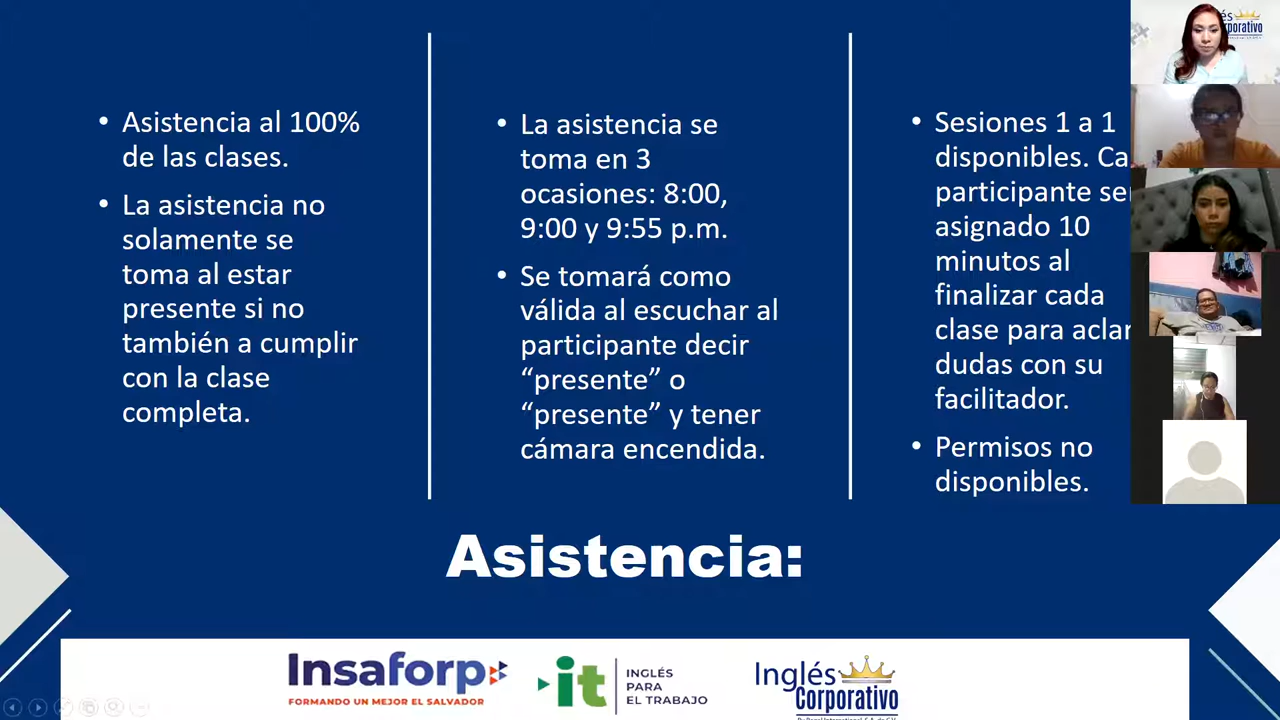 • Asistencia al 100%
de las clases.
• La asistencia no
solamente se
toma al estar
presente si no
también a cumplir
con la clase
completa.
• La asistencia se
toma en 3
ocasiones: 8:00,
9:00 y 9:55 p.m.
• Se tomará como
válida al escuchar al
participante decir
“presente” o
“presente” y tener
cámara encendida.
• Sesiones 1 a 1
disponibles. Ca
participante se
asignado 10
minutos al
finalizar cada
clase para aclar
dudas con su
facilitador.
• Permisos no
disponibles.
Asistencia:
Insaforp
FORMANDO UN MEJOR EL SALVADOR
it
INGLÉS
PARA
EL TRABAJO
Inglés
Corporativo